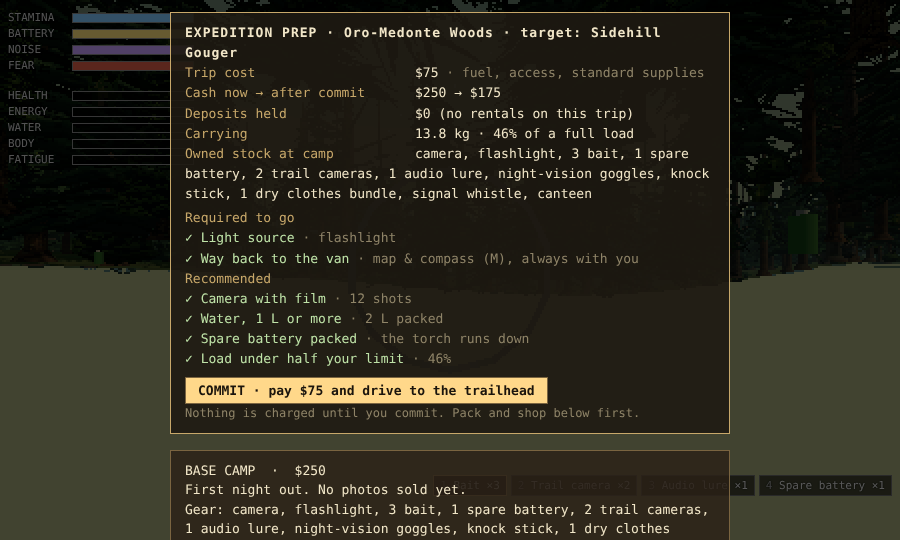 STAMINA
BATTERY
NOISE
FEAR
HEALTH
ENERGY
WATER
BODY
FATIGUE
EXPEDITION PREP · Oro-Medonte Woods · target: Sidehill
Gouger
Trip cost $75 · fuel, access, standard supplies
Cash now → after commit $250 → $175
Deposits held $0 (no rentals on this trip)
Carrying 13.8 kg · 46% of a full load
Owned stock at camp camera, flashlight, 3 bait, 1 spare
battery, 2 trail cameras, 1 audio lure, night-vision goggles, knock
stick, 1 dry clothes bundle, signal whistle, canteen
Required to go
✓ Light source · flashlight
✓ Way back to the van · map & compass (M), always with you
Recommended
✓ Camera with film · 12 shots
✓ Water, 1 L or more · 2 L packed
✓ Spare battery packed · the torch runs down
✓ Load under half your limit · 46%
COMMIT · pay $75 and drive to the trailhead
Nothing is charged until you commit. Pack and shop below first.
BASE CAMP · $250
First night out. No photos sold yet.
Bait ×3 Trail camera ×2 Audio lure ×1 4 Spare battery ×1
Gear: camera, flashlight, 3 bait, 1 spare battery, 2 trail cameras,
1 audio lure, night-vision goggles, knock stick, 1 dry clothes